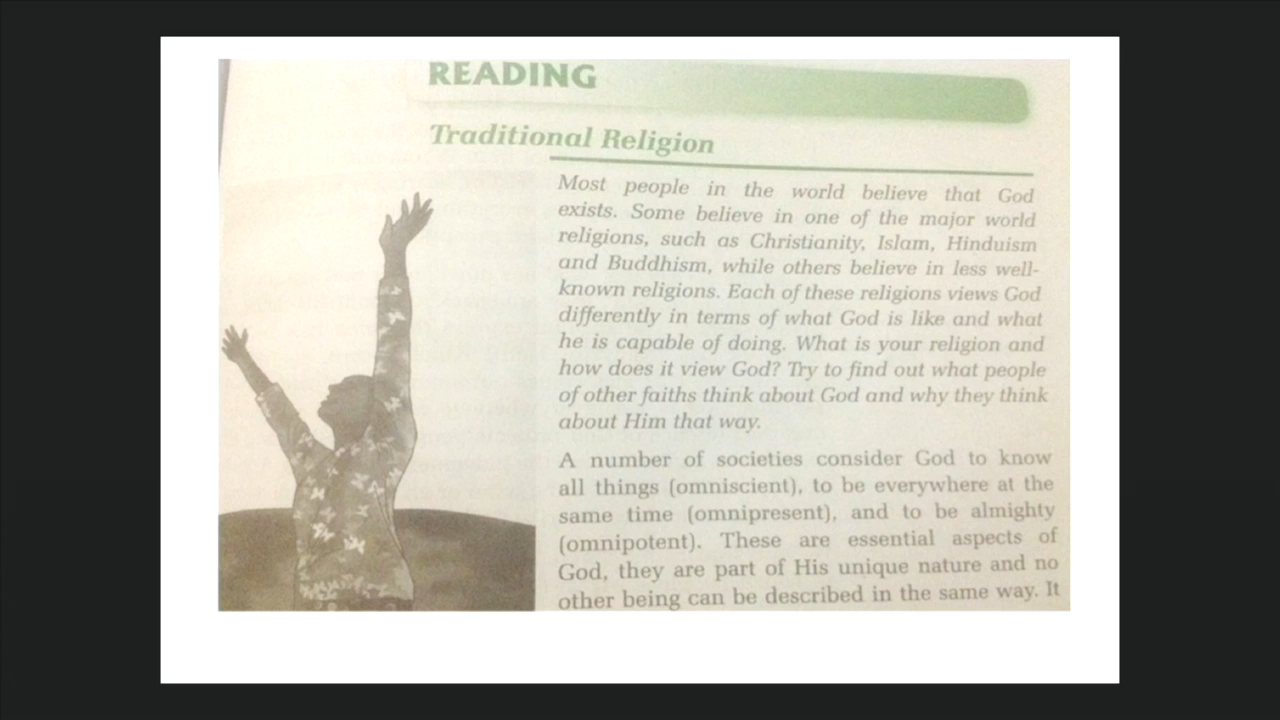 READING
Traditional Religion
Most people in the world believe that God
exists. Some believe in one of the major world
religions, such as Christianity, Islam, Hinduism
and Buddhism, while others believe in less well-
known religions. Each of these religions views God
differently in terms of what God is like and what
he is capable of doing. What is your religion and
how does it view God? Try to find out what people
of other faiths think about God and why they think
about Him that way.
A number of societies consider God to know
all things (omniscient), to be everywhere at the
same time (omnipresent), and to be almighty
(omnipotent). These are essential aspects of
God, they are part of His unique nature and no
other being can be described in the same way. It